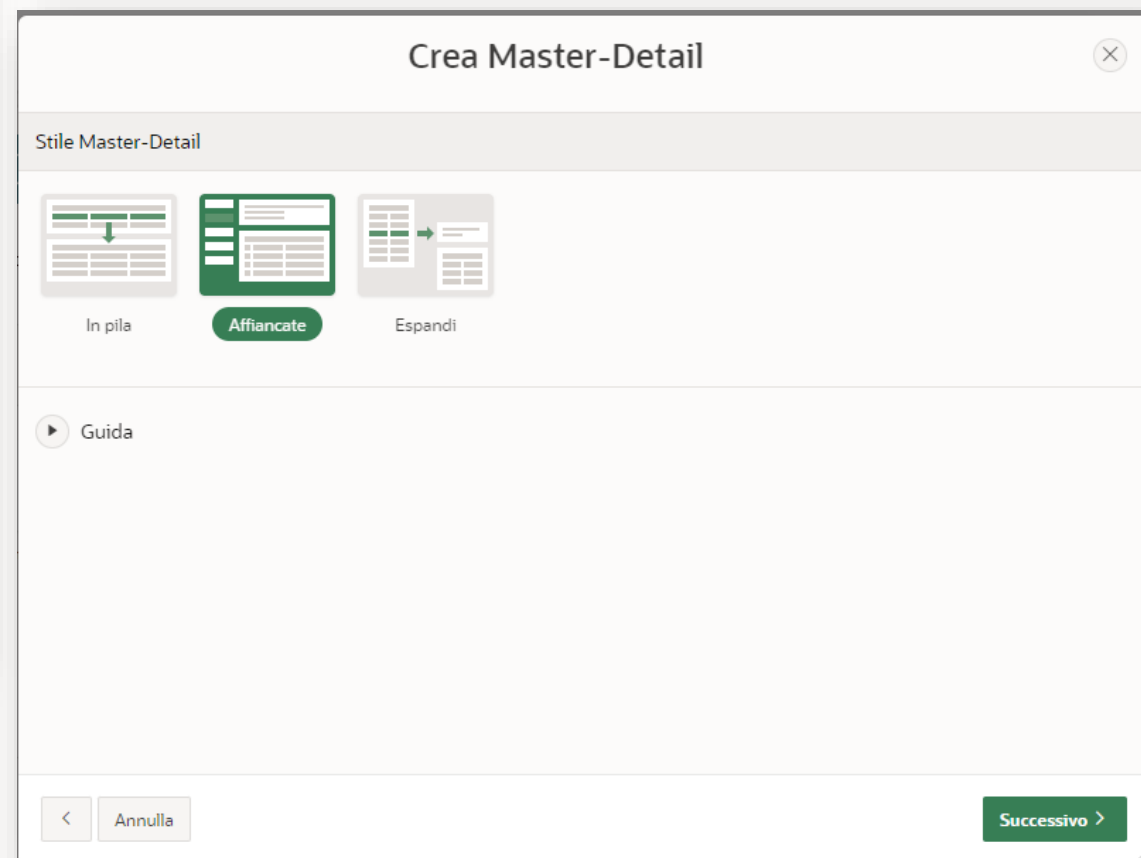 Crea Master-Detail
Stile Master-Detail
In pila
Affiancate
Espandi
Guida
Annulla
Successivo